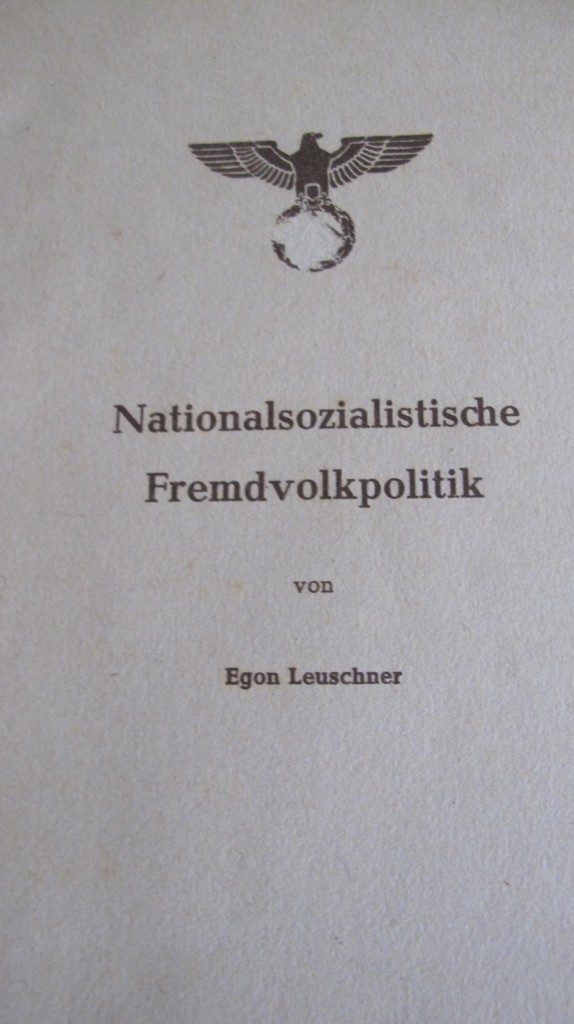 Nationalsozialistische
Fremdvolkpolitik
von
Egon Leuschner